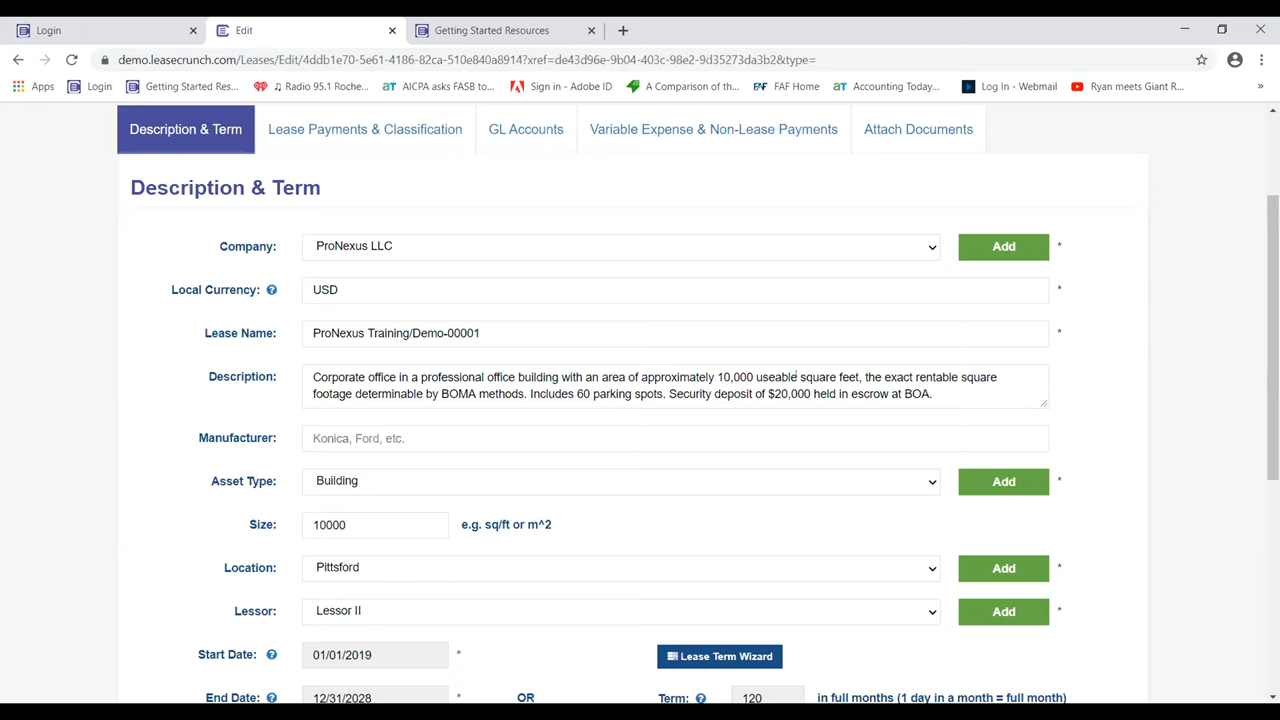 Login
Edit
Getting Started Resources
demo.leasecrunch.com/Leases/Edit/4ddb1e70-5e61-4186-82ca-510e840a8914?xref=de43d96e-9b04-403c-98e2-9d35273da3b2&type=
Apps Login Getting Started Res... ♫ Radio 95.1 Roche... AICPA asks FASB to... Sign in - Adobe ID A Comparison of th... FAF Home Accounting Today... Log In - Webmail Ryan meets Giant R... »
Description & Term Lease Payments & Classification GL Accounts Variable Expense & Non-Lease Payments Attach Documents
Description & Term
Company: ProNexus LLC Add *
Local Currency: ? USD *
Lease Name: ProNexus Training/Demo-00001 *
Description: Corporate office in a professional office building with an area of approximately 10,000 useable square feet, the exact rentable square
footage determinable by BOMA methods. Includes 60 parking spots. Security deposit of $20,000 held in escrow at BOA.
Manufacturer: Konica, Ford, etc.
Asset Type: Building Add *
Size: 10000 e.g. sq/ft or m^2
Location: Pittsford Add *
Lessor: Lessor II Add *
Start Date: ? 01/01/2019 * Lease Term Wizard
End Date: ? 12/31/2028 * OR Term: ? 120 in full months (1 day in a month = full month)